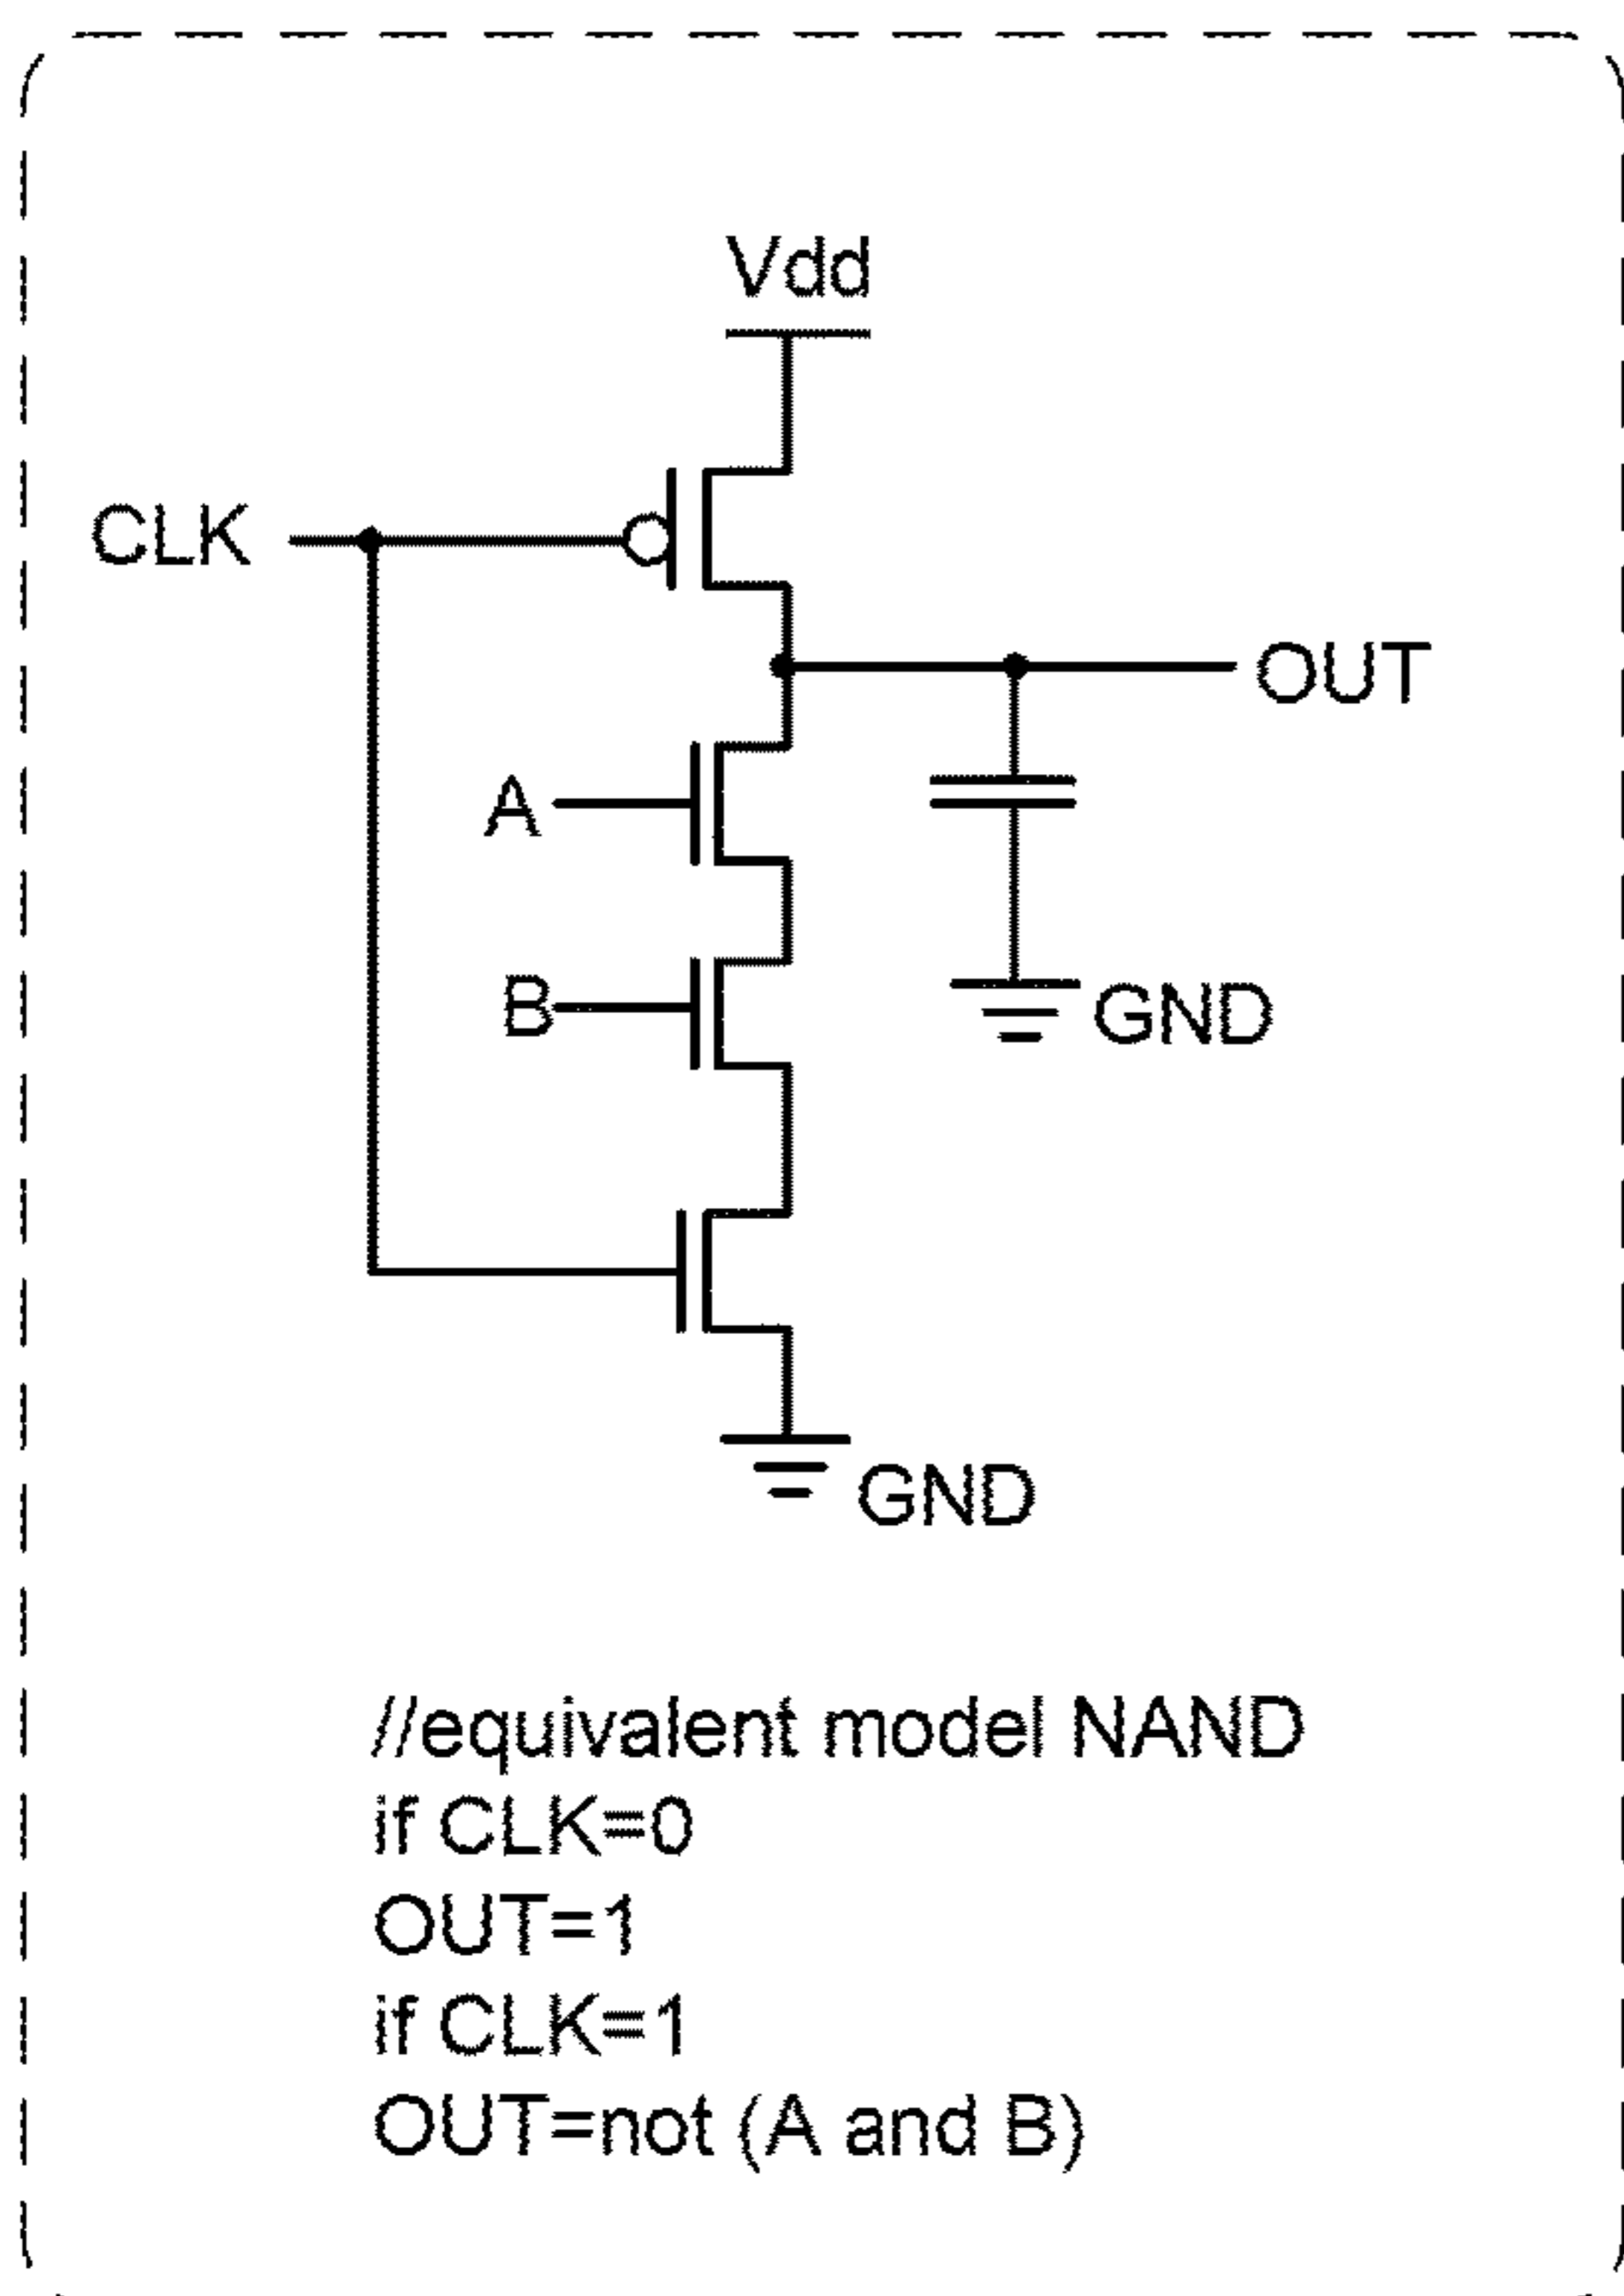 Vdd
CLK
OUT
A
B
GND
GND
//equivalent model NAND
if CLK=0
OUT=1
if CLK=1
OUT=not (A and B)